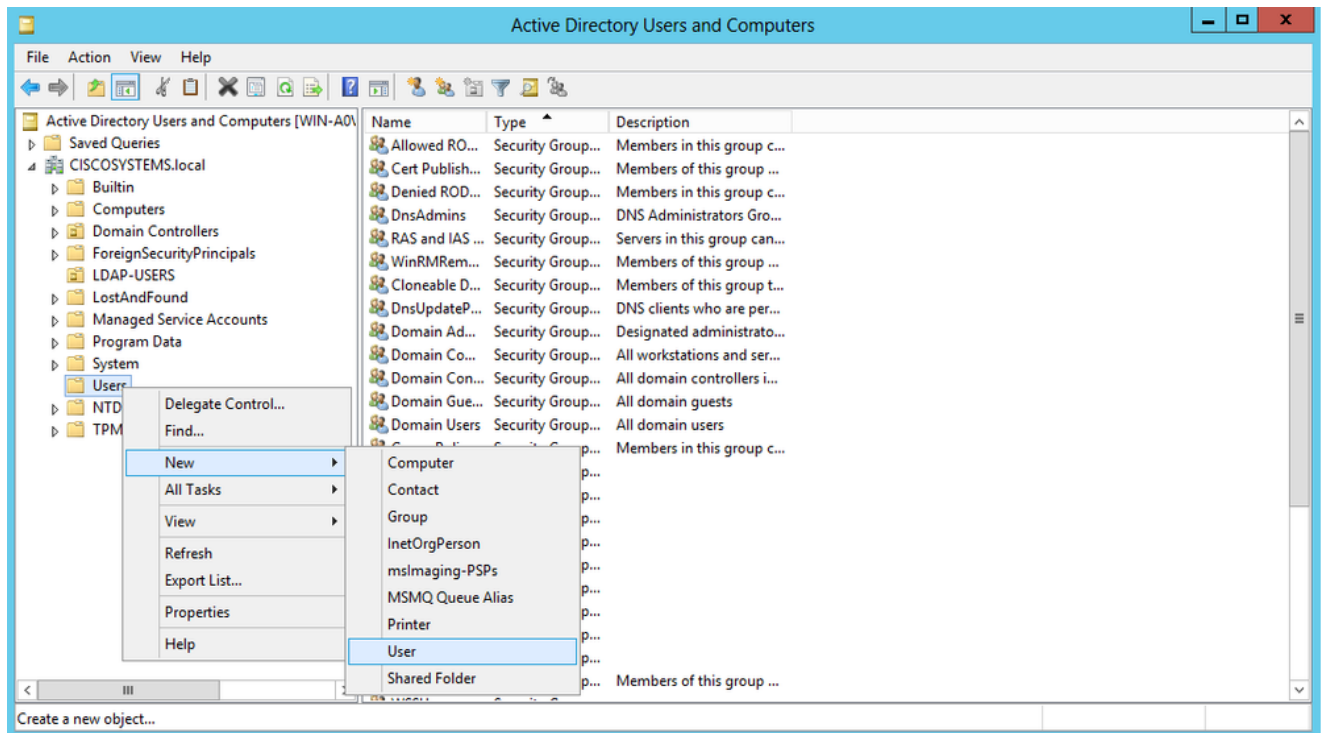 Active Directory Users and Computers
File Action View Help
Active Directory Users and Computers [WIN-A0\
Saved Queries
CISCOSYSTEMS.local
Builtin
Computers
Domain Controllers
ForeignSecurityPrincipals
LDAP-USERS
LostAndFound
Managed Service Accounts
Program Data
System
Users
NTD
TPM
Name Type Description
Allowed RO... Security Group... Members in this group c...
Cert Publish... Security Group... Members of this group ...
Denied ROD... Security Group... Members in this group c...
DnsAdmins Security Group... DNS Administrators Gro...
RAS and IAS ... Security Group... Servers in this group can...
WinRMRem... Security Group... Members of this group ...
Cloneable D... Security Group... Members of this group t...
DnsUpdateP... Security Group... DNS clients who are per...
Domain Ad... Security Group... Designated administrato...
Domain Co... Security Group... All workstations and ser...
Domain Con... Security Group... All domain controllers i...
Domain Gue... Security Group... All domain guests
Domain Users Security Group... All domain users
p... Members in this group c...
p...
p...
p...
p...
p...
p...
p...
p...
p...
p... Members of this group ...
Delegate Control...
Find...
New
All Tasks
View
Refresh
Export List...
Properties
Help
Computer
Contact
Group
InetOrgPerson
msImaging-PSPs
MSMQ Queue Alias
Printer
User
Shared Folder
Create a new object...